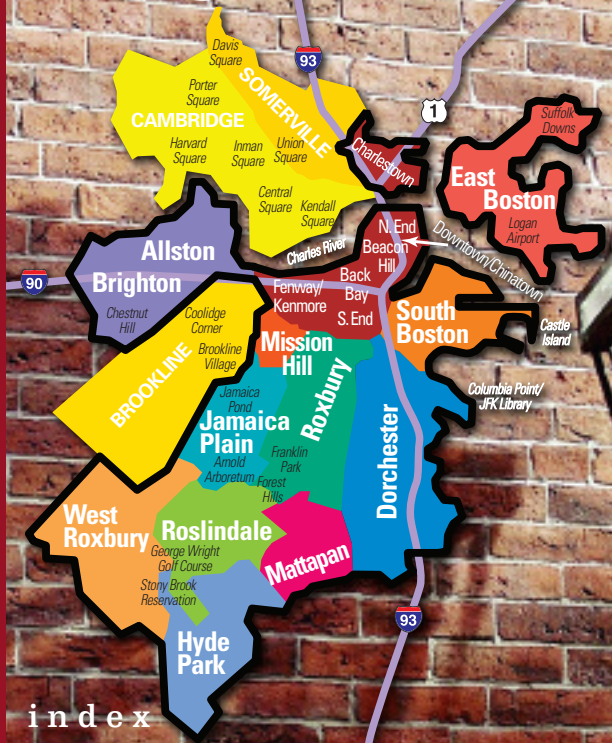 93
1
Davis
Square
SOMERVILLE
Porter
Square
CAMBRIDGE
Harvard
Square
Inman
Square
Union
Square
Central
Square
Kendall
Square
Charlestown
Suffolk
Downs
East
Boston
Logan
Airport
Charles River
N. End
Beacon
Hill
Downtown/Chinatown
Allston
Brighton
90
Chestnut
Hill
Back
Bay
Fenway/
Kenmore
S. End
South
Boston
Castle
Island
Coolidge
Corner
Brookline
Village
BROOKLINE
Mission
Hill
Roxbury
Columbia Point/
JFK Library
Jamaica
Pond
Jamaica
Plain
Arnold
Arboretum
Franklin
Park
Forest
Hills
Dorchester
West
Roxbury
Roslindale
George Wright
Golf Course
Stony Brook
Reservation
Mattapan
Hyde
Park
93
index